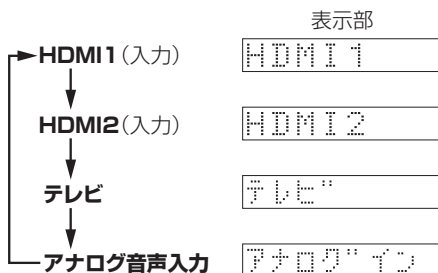 表示部
HDMI1（入力） HDMI1
HDMI2（入力） HDMI2
テレビ テレビ
アナログ音声入力 アナログ イン